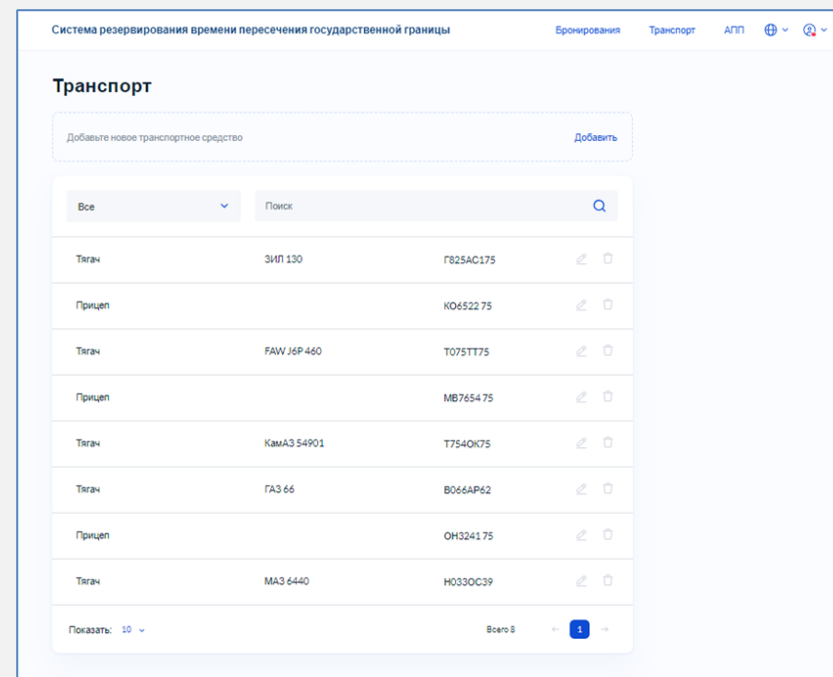 Система резервирования времени пересечения государственной границы Бронирования Транспорт АПП
Транспорт
Добавьте новое транспортное средство Добавить
Все Поиск
Тягач ЗИЛ 130 Г825АС175
Прицеп КО6522 75
Тягач FAW J6P 460 Т075ТТ75
Прицеп МВ7654 75
Тягач КамАЗ 54901 Т754ОК75
Тягач ГАЗ 66 В066АР62
Прицеп ОН3241 75
Тягач МАЗ 6440 Н033ОС39
Показать: 10 Всего 8 1